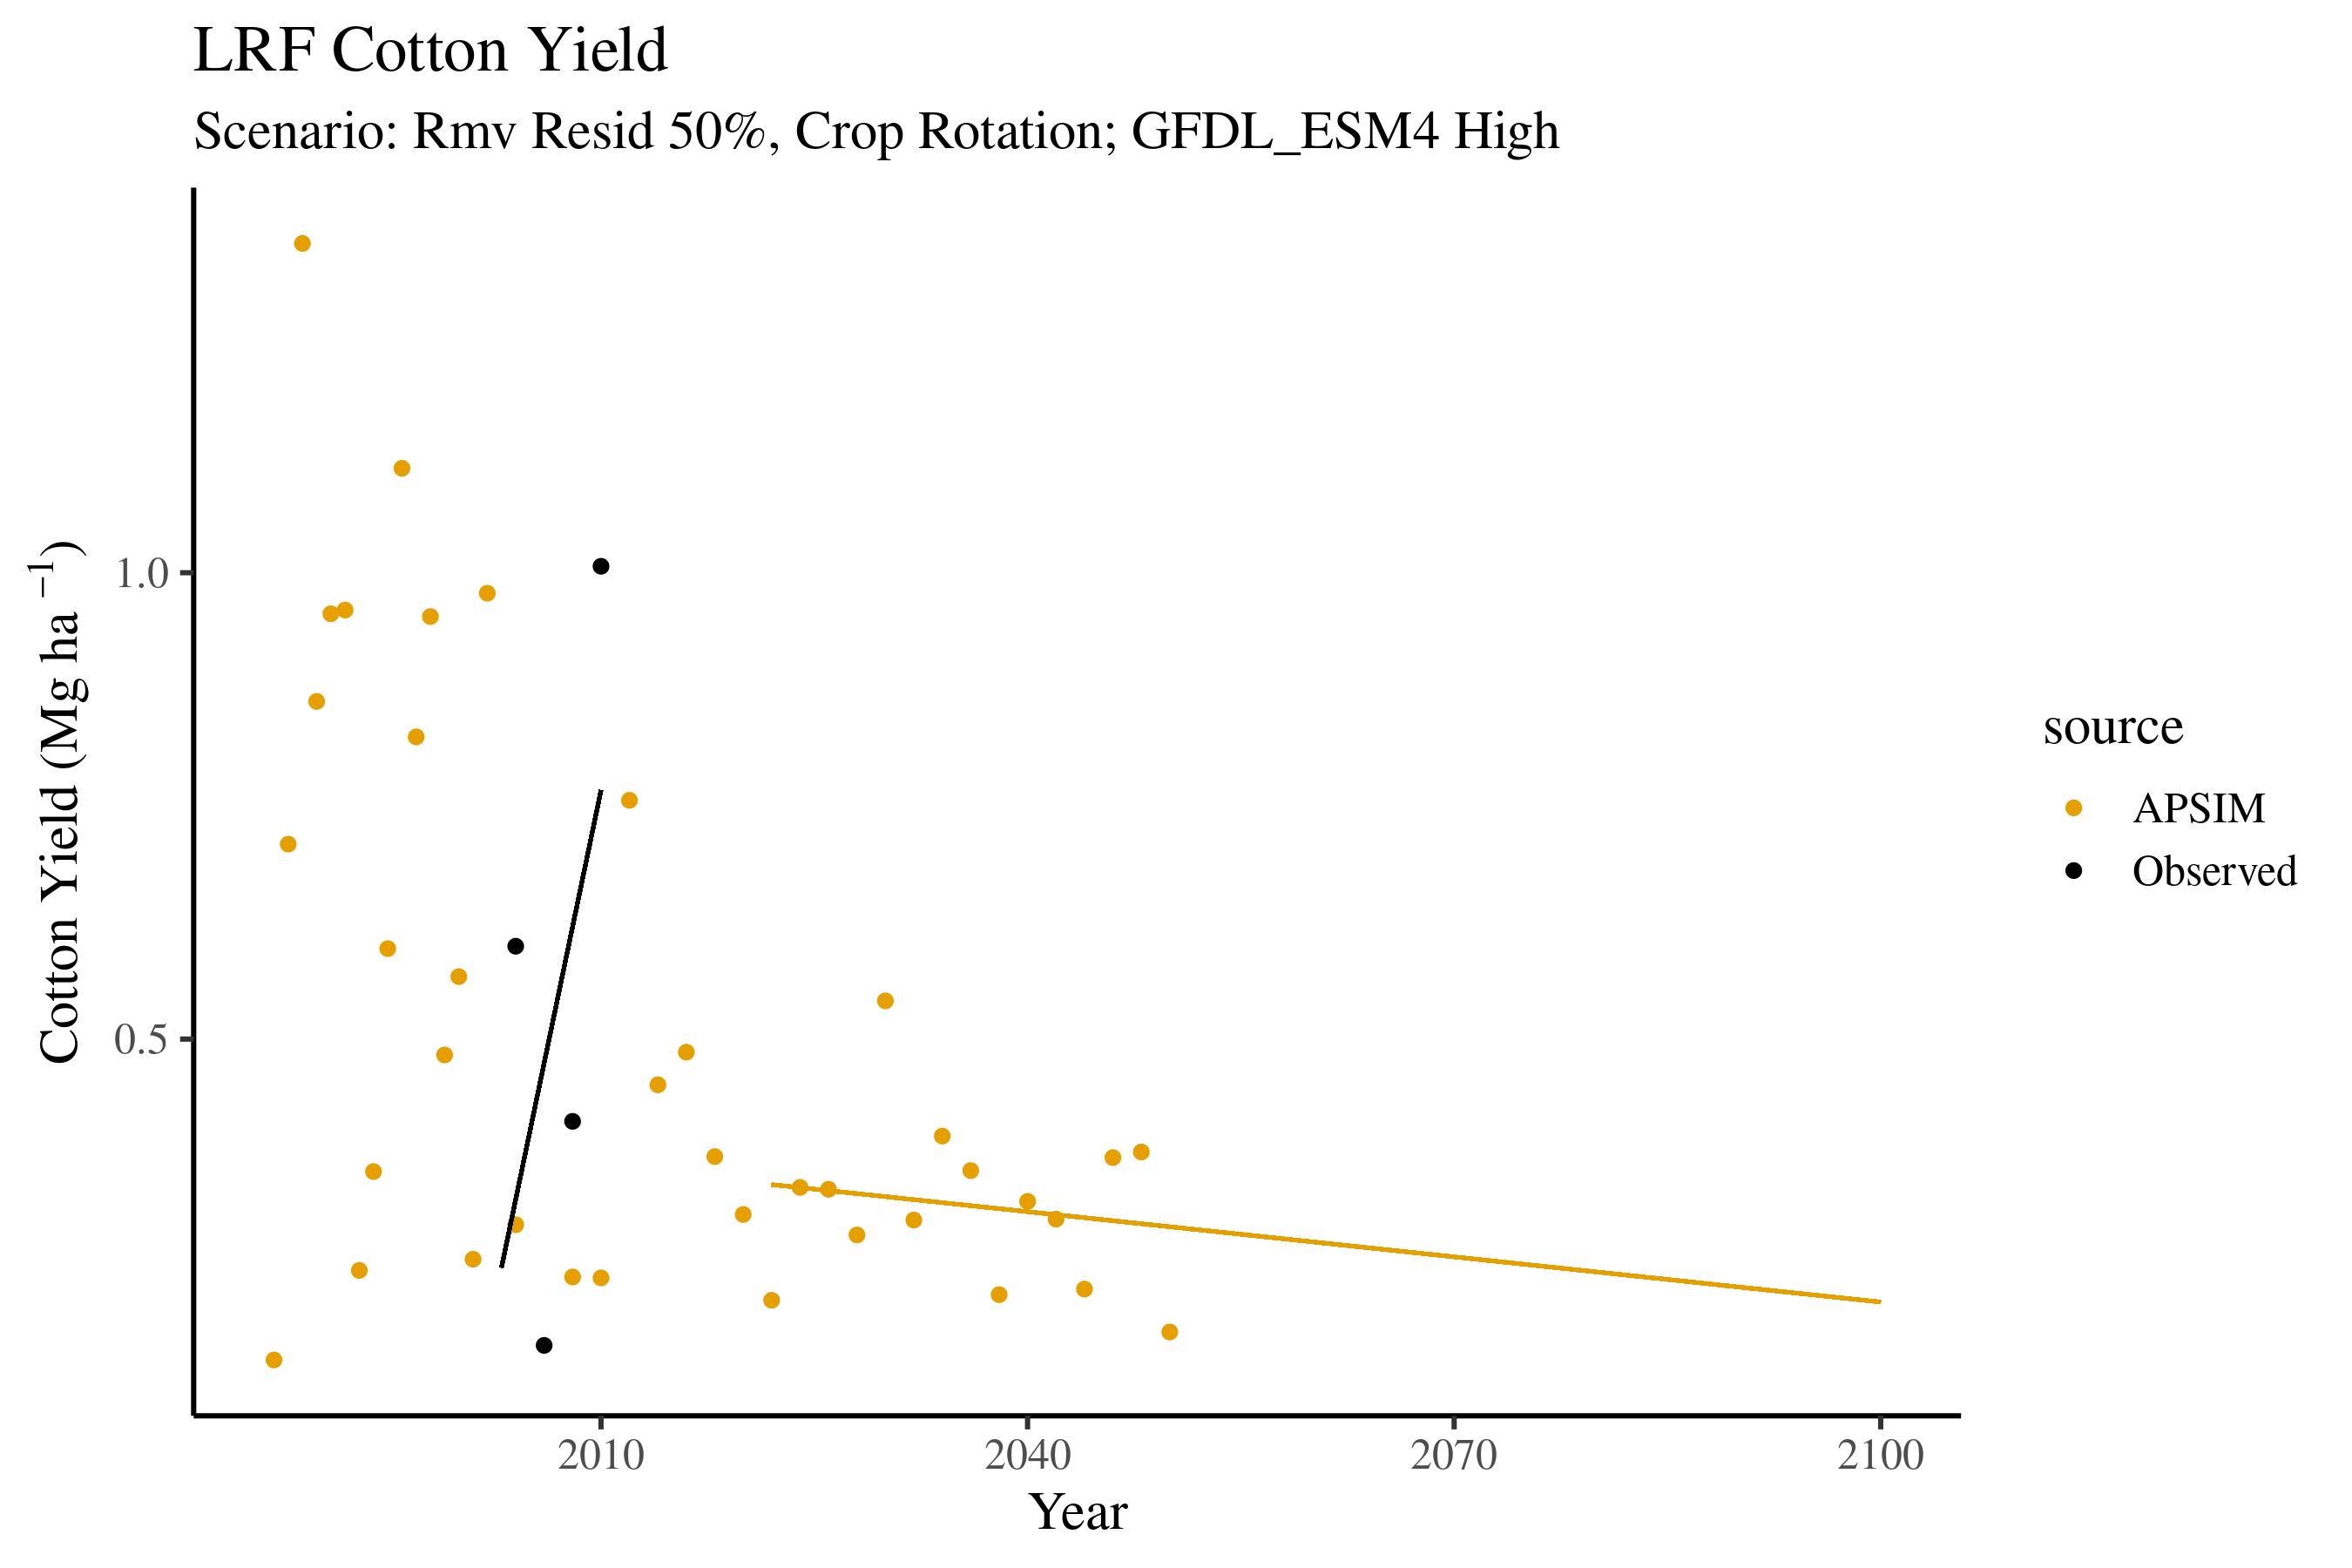 LRF Cotton Yield
Scenario: Rmv Resid 50%, Crop Rotation; GFDL_ESM4 High
Cotton Yield (Mg ha −1)
1.0
0.5
2010
2040
2070
2100
Year
source
APSIM
Observed